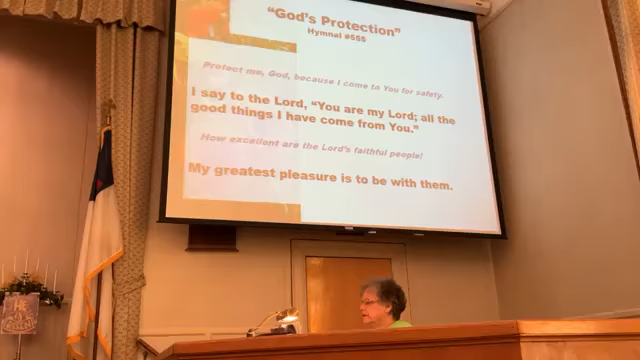 "God's Protection"
Hymnal #555
Protect me, God, because I come to You for safety.
I say to the Lord, "You are my Lord; all the
good things I have come from You."
How excellent are the Lord's faithful people!
My greatest pleasure is to be with them.
HE